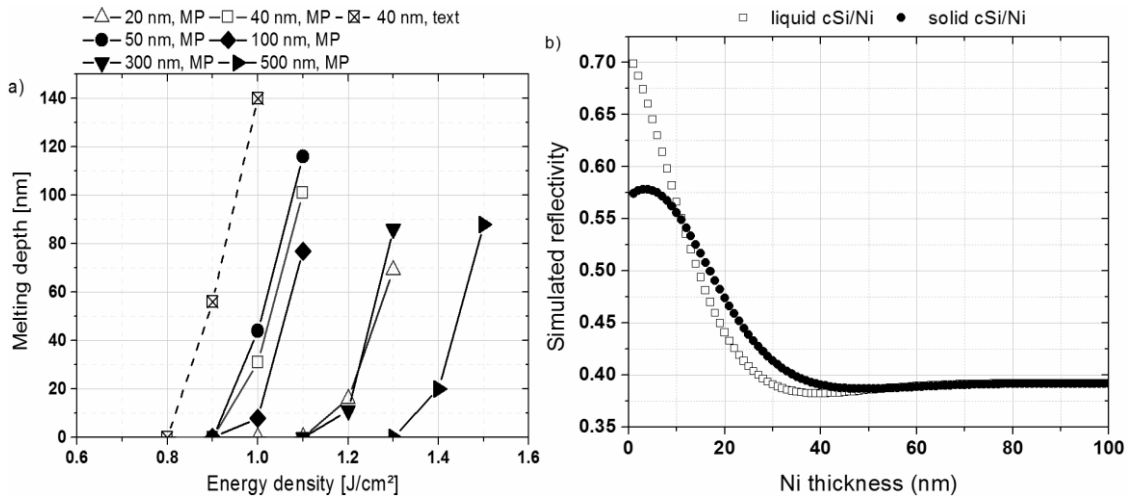 20 nm, MP 40 nm, MP 40 nm, text
50 nm, MP 100 nm, MP
300 nm, MP 500 nm, MP
a)
140
120
100
80
60
40
20
0
Melting depth [nm]
0.6 0.8 1.0 1.2 1.4 1.6
Energy density [J/cm²]
liquid cSi/Ni solid cSi/Ni
b)
0.70
0.65
0.60
0.55
0.50
0.45
0.40
0.35
Simulated reflectivity
0 20 40 60 80 100
Ni thickness (nm)